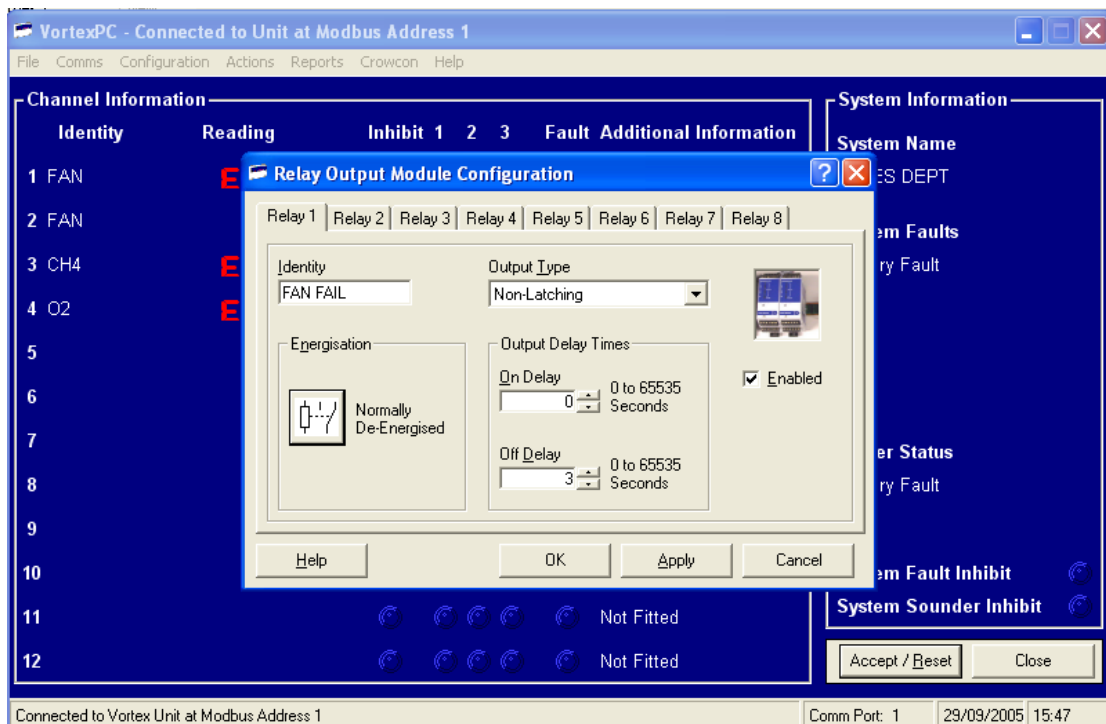 VortexPC - Connected to Unit at Modbus Address 1
File Comms Configuration Actions Reports Crowcon Help
Channel Information
Identity Reading Inhibit 1 2 3 Fault Additional Information
1 FAN E
2 FAN
3 CH4 E
4 O2 E
5
6
7
8
9
10
11 Not Fitted
12 Not Fitted
Relay Output Module Configuration
Relay 1 Relay 2 Relay 3 Relay 4 Relay 5 Relay 6 Relay 7 Relay 8
Identity
FAN FAIL
Output Type
Non-Latching
Energisation
Normally
De-Energised
Output Delay Times
On Delay
0 0 to 65535
Seconds
Off Delay
3 0 to 65535
Seconds
Enabled
Help OK Apply Cancel
System Information
System Name
ES DEPT
em Faults
ry Fault
er Status
ry Fault
em Fault Inhibit
System Sounder Inhibit
Accept / Reset Close
Connected to Vortex Unit at Modbus Address 1 Comm Port: 1 29/09/2005 15:47